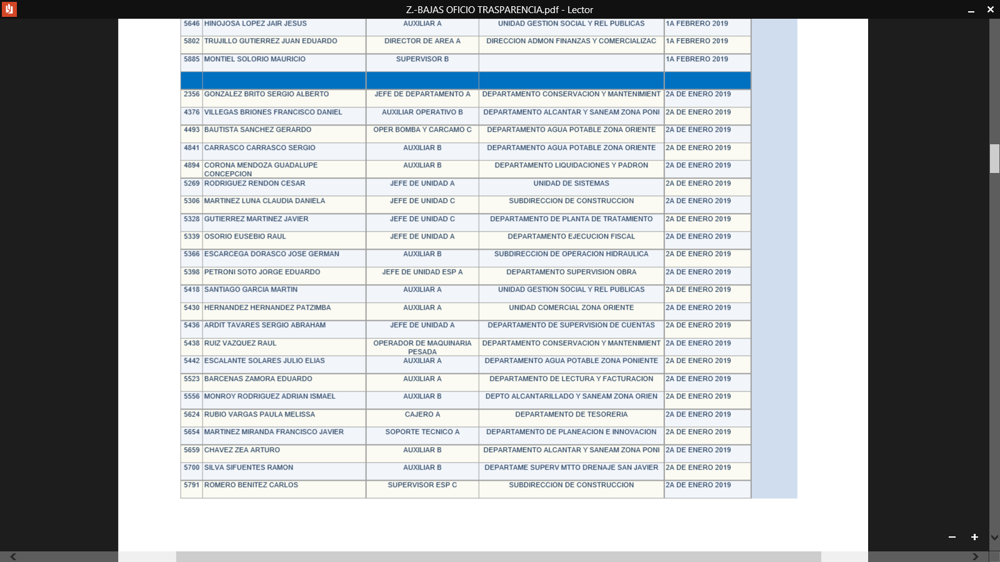 Z.-BAJAS OFICIO TRASPARENCIA.pdf - Lector
5646 HINOJOSA LOPEZ JAIR JESUS AUXILIAR A UNIDAD GESTION SOCIAL Y REL PUBLICAS 1A FEBRERO 2019
5802 TRUJILLO GUTIERREZ JUAN EDUARDO DIRECTOR DE AREA A DIRECCION ADMON FINANZAS Y COMERCIALIZAC 1A FEBRERO 2019
5885 MONTIEL SOLORIO MAURICIO SUPERVISOR B 1A FEBRERO 2019
2356 GONZALEZ BRITO SERGIO ALBERTO JEFE DE DEPARTAMENTO A DEPARTAMENTO CONSERVACION Y MANTENIMIENT 2A DE ENERO 2019
4376 VILLEGAS BRIONES FRANCISCO DANIEL AUXILIAR OPERATIVO B DEPARTAMENTO ALCANTAR Y SANEAM ZONA PONI 2A DE ENERO 2019
4493 BAUTISTA SANCHEZ GERARDO OPER BOMBA Y CARCAMO C DEPARTAMENTO AGUA POTABLE ZONA ORIENTE 2A DE ENERO 2019
4841 CARRASCO CARRASCO SERGIO AUXILIAR B DEPARTAMENTO AGUA POTABLE ZONA ORIENTE 2A DE ENERO 2019
4894 CORONA MENDOZA GUADALUPE AUXILIAR B DEPARTAMENTO LIQUIDACIONES Y PADRON 2A DE ENERO 2019
CONCEPCION
5269 RODRIGUEZ RENDON CESAR JEFE DE UNIDAD A UNIDAD DE SISTEMAS 2A DE ENERO 2019
5306 MARTINEZ LUNA CLAUDIA DANIELA JEFE DE UNIDAD C SUBDIRECCION DE CONSTRUCCION 2A DE ENERO 2019
5328 GUTIERREZ MARTINEZ JAVIER JEFE DE UNIDAD C DEPARTAMENTO DE PLANTA DE TRATAMIENTO 2A DE ENERO 2019
5339 OSORIO EUSEBIO RAUL JEFE DE UNIDAD A DEPARTAMENTO EJECUCION FISCAL 2A DE ENERO 2019
5366 ESCARCEGA DORASCO JOSE GERMAN AUXILIAR B SUBDIRECCION DE OPERACION HIDRAULICA 2A DE ENERO 2019
5398 PETRONI SOTO JORGE EDUARDO JEFE DE UNIDAD ESP A DEPARTAMENTO SUPERVISION OBRA 2A DE ENERO 2019
5418 SANTIAGO GARCIA MARTIN AUXILIAR A UNIDAD GESTION SOCIAL Y REL PUBLICAS 2A DE ENERO 2019
5430 HERNANDEZ HERNANDEZ PATZIMBA AUXILIAR A UNIDAD COMERCIAL ZONA ORIENTE 2A DE ENERO 2019
5436 ARDIT TAVARES SERGIO ABRAHAM JEFE DE UNIDAD A DEPARTAMENTO DE SUPERVISION DE CUENTAS 2A DE ENERO 2019
5438 RUIZ VAZQUEZ RAUL OPERADOR DE MAQUINARIA DEPARTAMENTO CONSERVACION Y MANTENIMIENT 2A DE ENERO 2019
PESADA
5442 ESCALANTE SOLARES JULIO ELIAS AUXILIAR A DEPARTAMENTO AGUA POTABLE ZONA PONIENTE 2A DE ENERO 2019
5523 BARCENAS ZAMORA EDUARDO AUXILIAR A DEPARTAMENTO DE LECTURA Y FACTURACION 2A DE ENERO 2019
5556 MONROY RODRIGUEZ ADRIAN ISMAEL AUXILIAR B DEPTO ALCANTARILLADO Y SANEAM ZONA ORIEN 2A DE ENERO 2019
5624 RUBIO VARGAS PAULA MELISSA CAJERO A DEPARTAMENTO DE TESORERIA 2A DE ENERO 2019
5654 MARTINEZ MIRANDA FRANCISCO JAVIER SOPORTE TECNICO A DEPARTAMENTO DE PLANEACION E INNOVACION 2A DE ENERO 2019
5659 CHAVEZ ZEA ARTURO AUXILIAR B DEPARTAMENTO ALCANTAR Y SANEAM ZONA PONI 2A DE ENERO 2019
5700 SILVA SIFUENTES RAMON AUXILIAR B DEPARTAME SUPERV MTTO DRENAJE SAN JAVIER 2A DE ENERO 2019
5791 ROMERO BENITEZ CARLOS SUPERVISOR ESP C SUBDIRECCION DE CONSTRUCCION 2A DE ENERO 2019